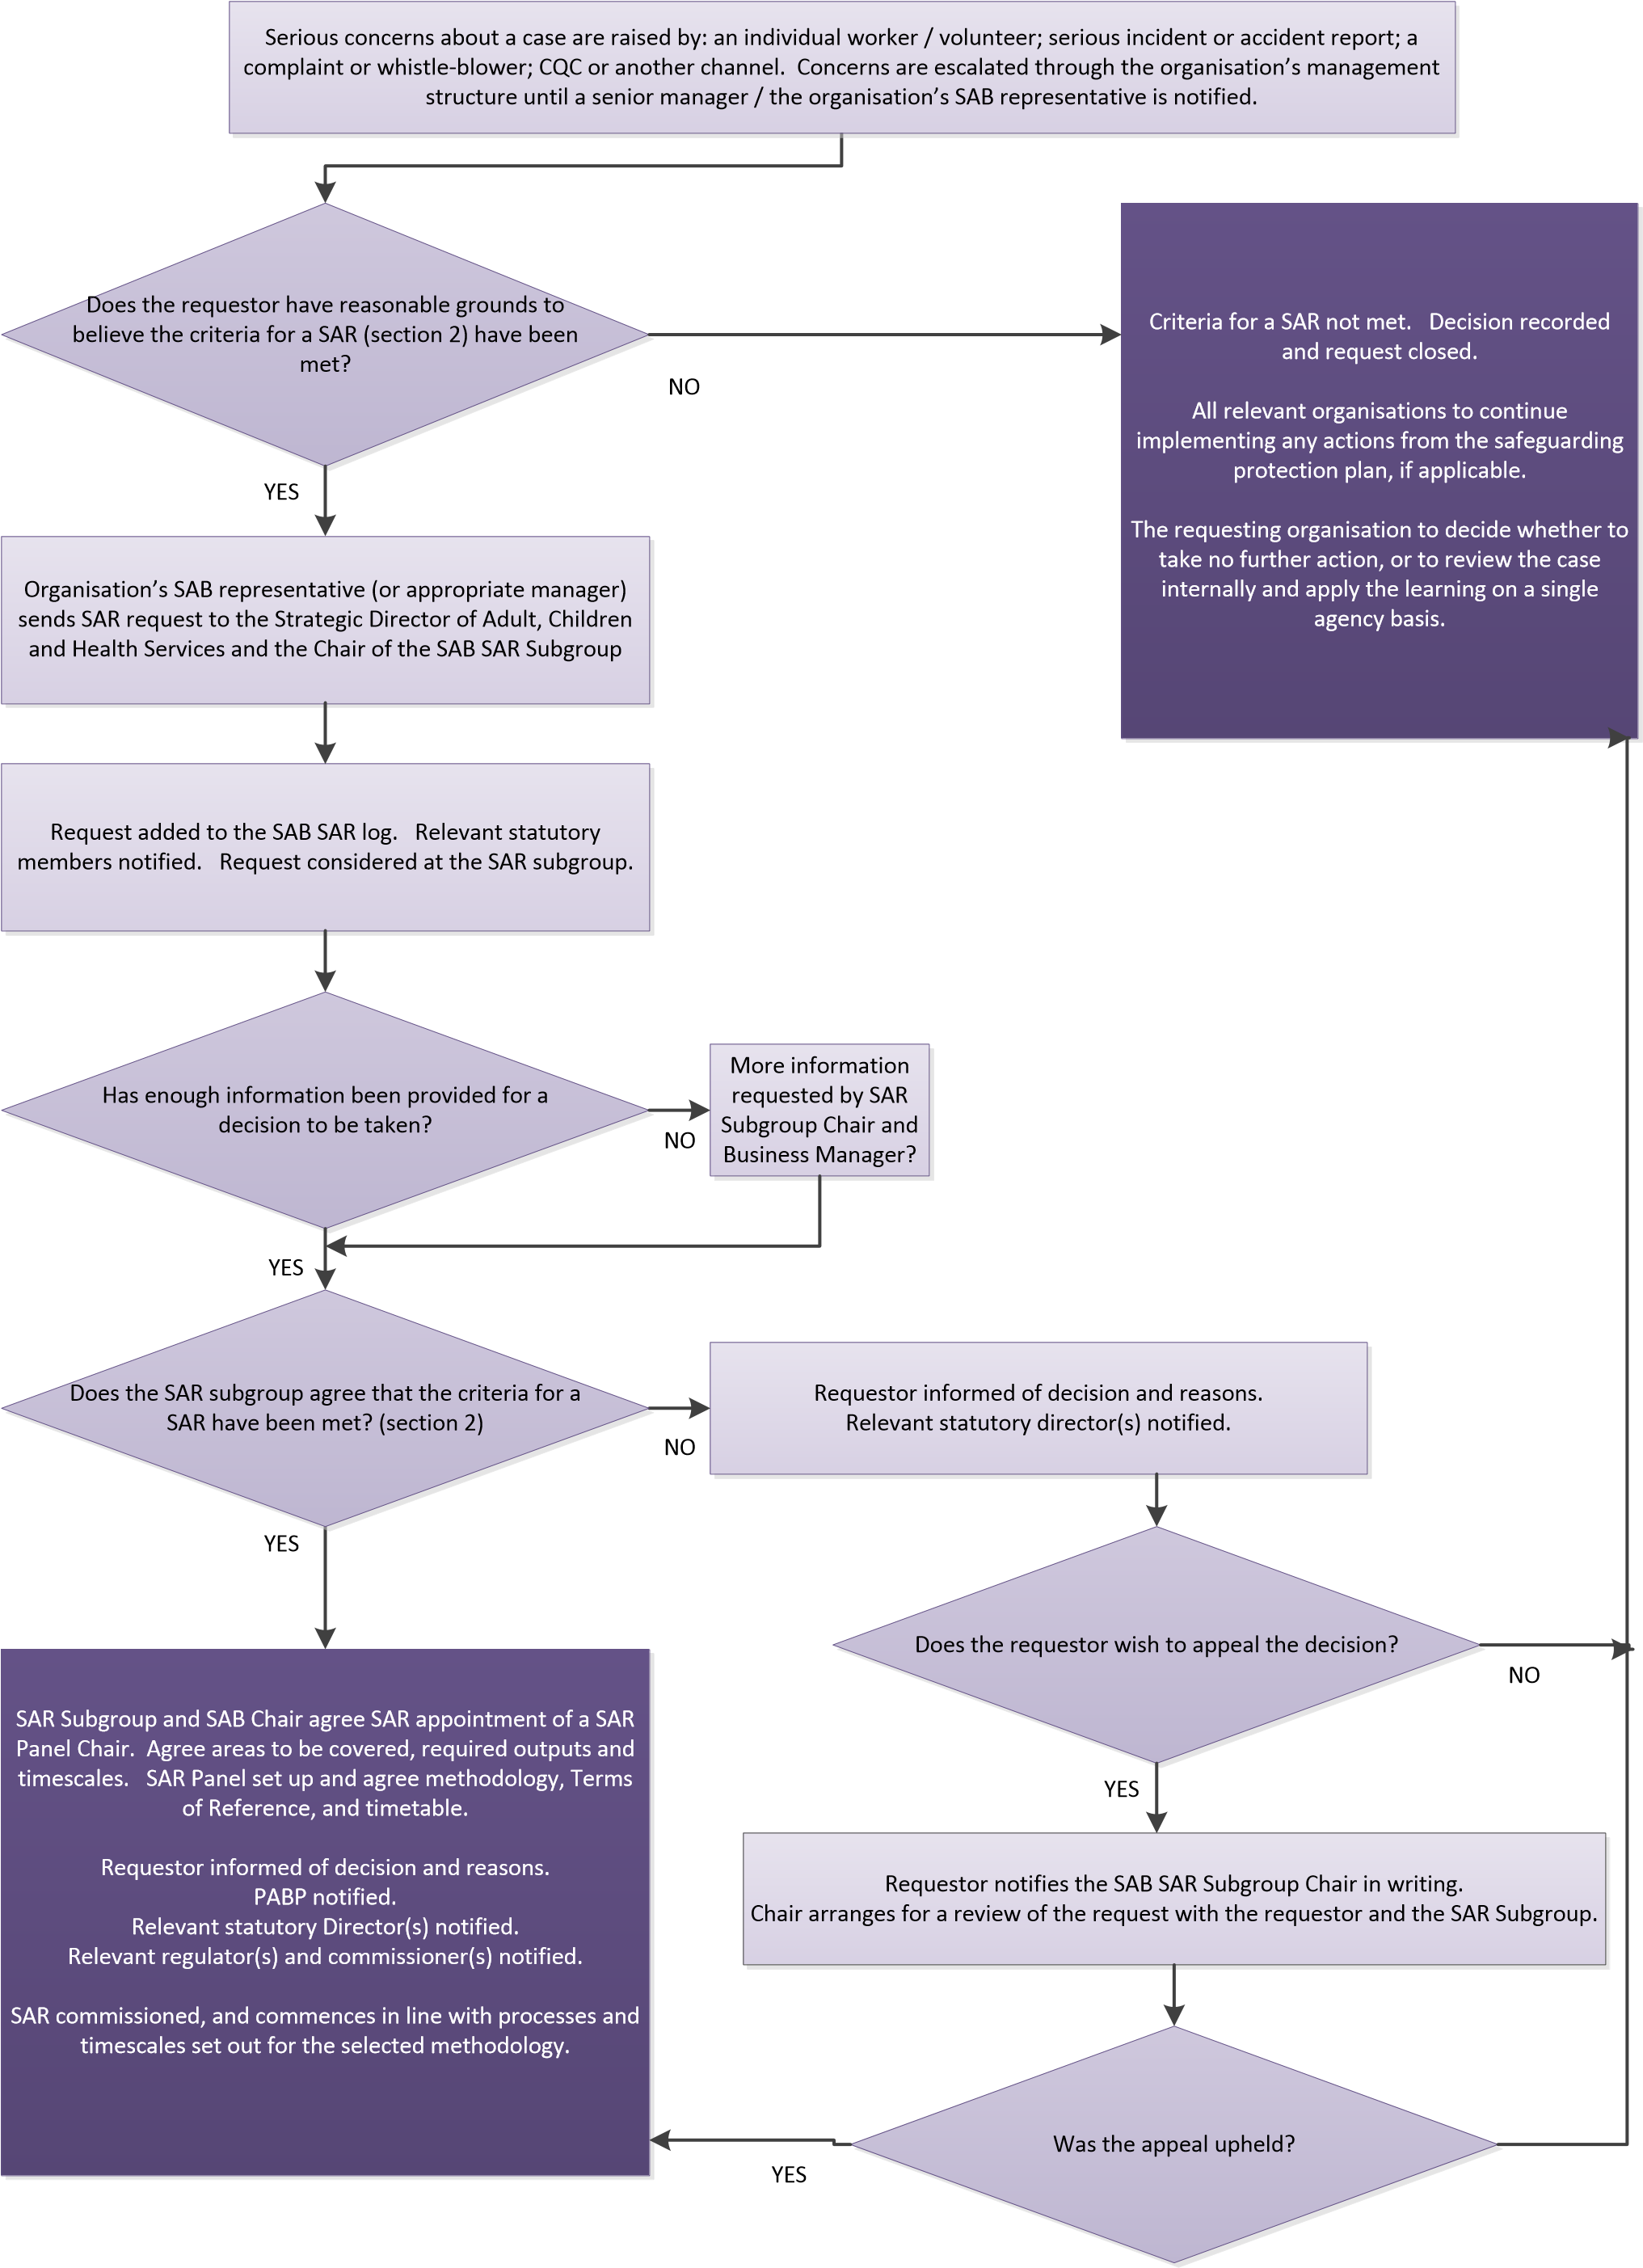 Serious concerns about a case are raised by: an individual worker / volunteer; serious incident or accident report; a
complaint or whistle-blower; CQC or another channel.  Concerns are escalated through the organisation’s management
structure until a senior manager / the organisation’s SAB representative is notified.
Does the requestor have reasonable grounds to
believe the criteria for a SAR (section 2) have been
met?
NO
Criteria for a SAR not met.   Decision recorded
and request closed.
All relevant organisations to continue
implementing any actions from the safeguarding
protection plan, if applicable.
The requesting organisation to decide whether to
take no further action, or to review the case
internally and apply the learning on a single
agency basis.
YES
Organisation’s SAB representative (or appropriate manager)
sends SAR request to the Strategic Director of Adult, Children
and Health Services and the Chair of the SAB SAR Subgroup
Request added to the SAB SAR log.   Relevant statutory
members notified.   Request considered at the SAR subgroup.
Has enough information been provided for a
decision to be taken?
NO
More information
requested by SAR
Subgroup Chair and
Business Manager?
YES
Does the SAR subgroup agree that the criteria for a
SAR have been met? (section 2)
NO
Requestor informed of decision and reasons.
Relevant statutory director(s) notified.
YES
Does the requestor wish to appeal the decision?
NO
YES
SAR Subgroup and SAB Chair agree SAR appointment of a SAR
Panel Chair.  Agree areas to be covered, required outputs and
timescales.   SAR Panel set up and agree methodology, Terms
of Reference, and timetable.
Requestor informed of decision and reasons.
PABP notified.
Relevant statutory Director(s) notified.
Relevant regulator(s) and commissioner(s) notified.
SAR commissioned, and commences in line with processes and
timescales set out for the selected methodology.
Requestor notifies the SAB SAR Subgroup Chair in writing.
Chair arranges for a review of the request with the requestor and the SAR Subgroup.
Was the appeal upheld?
YES